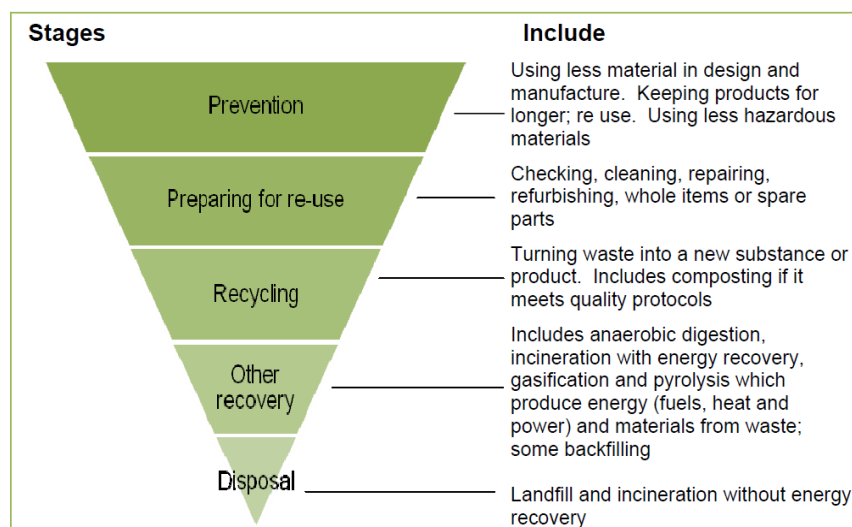 Stages
Include
Prevention
Using less material in design and
manufacture.  Keeping products for
longer; re use.  Using less hazardous
materials
Preparing for re-use
Checking, cleaning, repairing,
refurbishing, whole items or spare
parts
Recycling
Turning waste into a new substance or
product.  Includes composting if it
meets quality protocols
Other
recovery
Includes anaerobic digestion,
incineration with energy recovery,
gasification and pyrolysis which
produce energy (fuels, heat and
power) and materials from waste;
some backfilling
Disposal
Landfill and incineration without energy
recovery